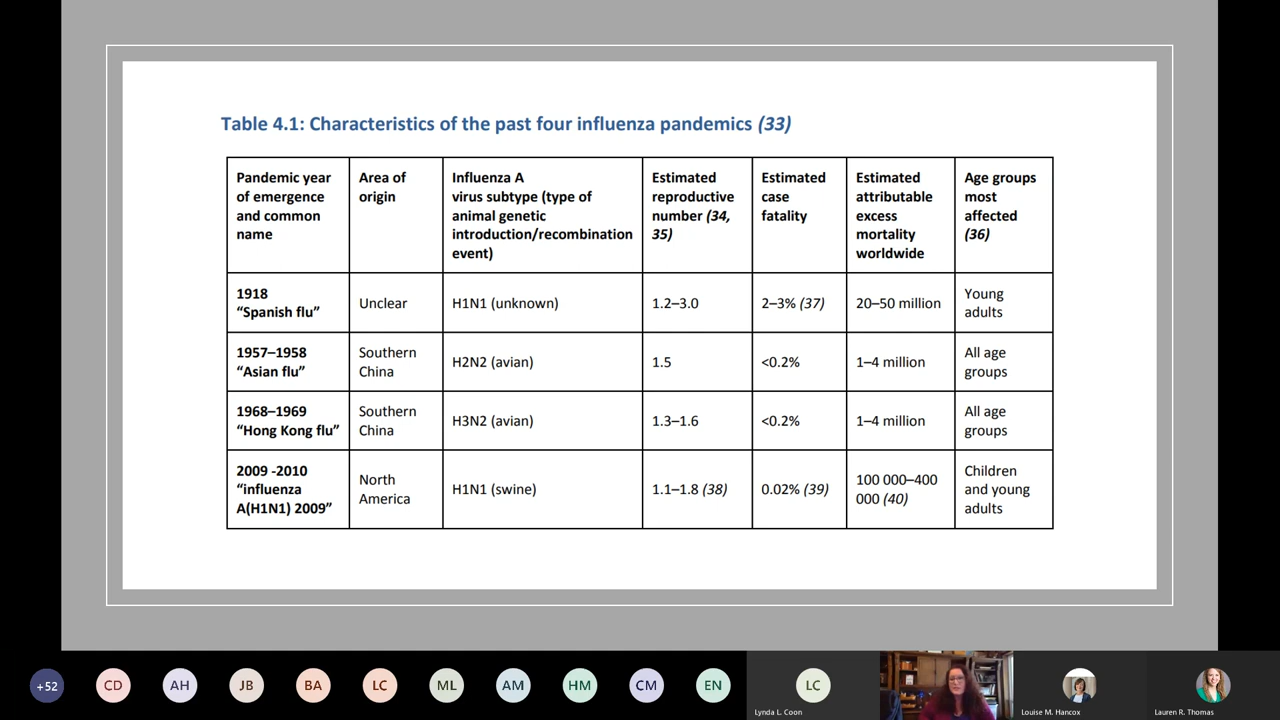 Table 4.1: Characteristics of the past four influenza pandemics (33)
Pandemic year
of emergence
and common
name
Area of
origin
Influenza A
virus subtype (type of
animal genetic
introduction/recombination
event)
Estimated
reproductive
number (34,
35)
Estimated
case
fatality
Estimated
attributable
excess
mortality
worldwide
Age groups
most
affected
(36)
1918
“Spanish flu”
Unclear
H1N1 (unknown)
1.2–3.0
2–3% (37)
20–50 million
Young
adults
1957–1958
“Asian flu”
Southern
China
H2N2 (avian)
1.5
<0.2%
1–4 million
All age
groups
1968–1969
“Hong Kong flu”
Southern
China
H3N2 (avian)
1.3–1.6
<0.2%
1–4 million
All age
groups
2009 -2010
“influenza
A(H1N1) 2009”
North
America
H1N1 (swine)
1.1–1.8 (38)
0.02% (39)
100 000–400
000 (40)
Children
and young
adults
+52
CD
AH
JB
BA
LC
ML
AM
HM
CM
EN
LC
Lynda L. Coon
Louise M. Hancox
Lauren R. Thomas